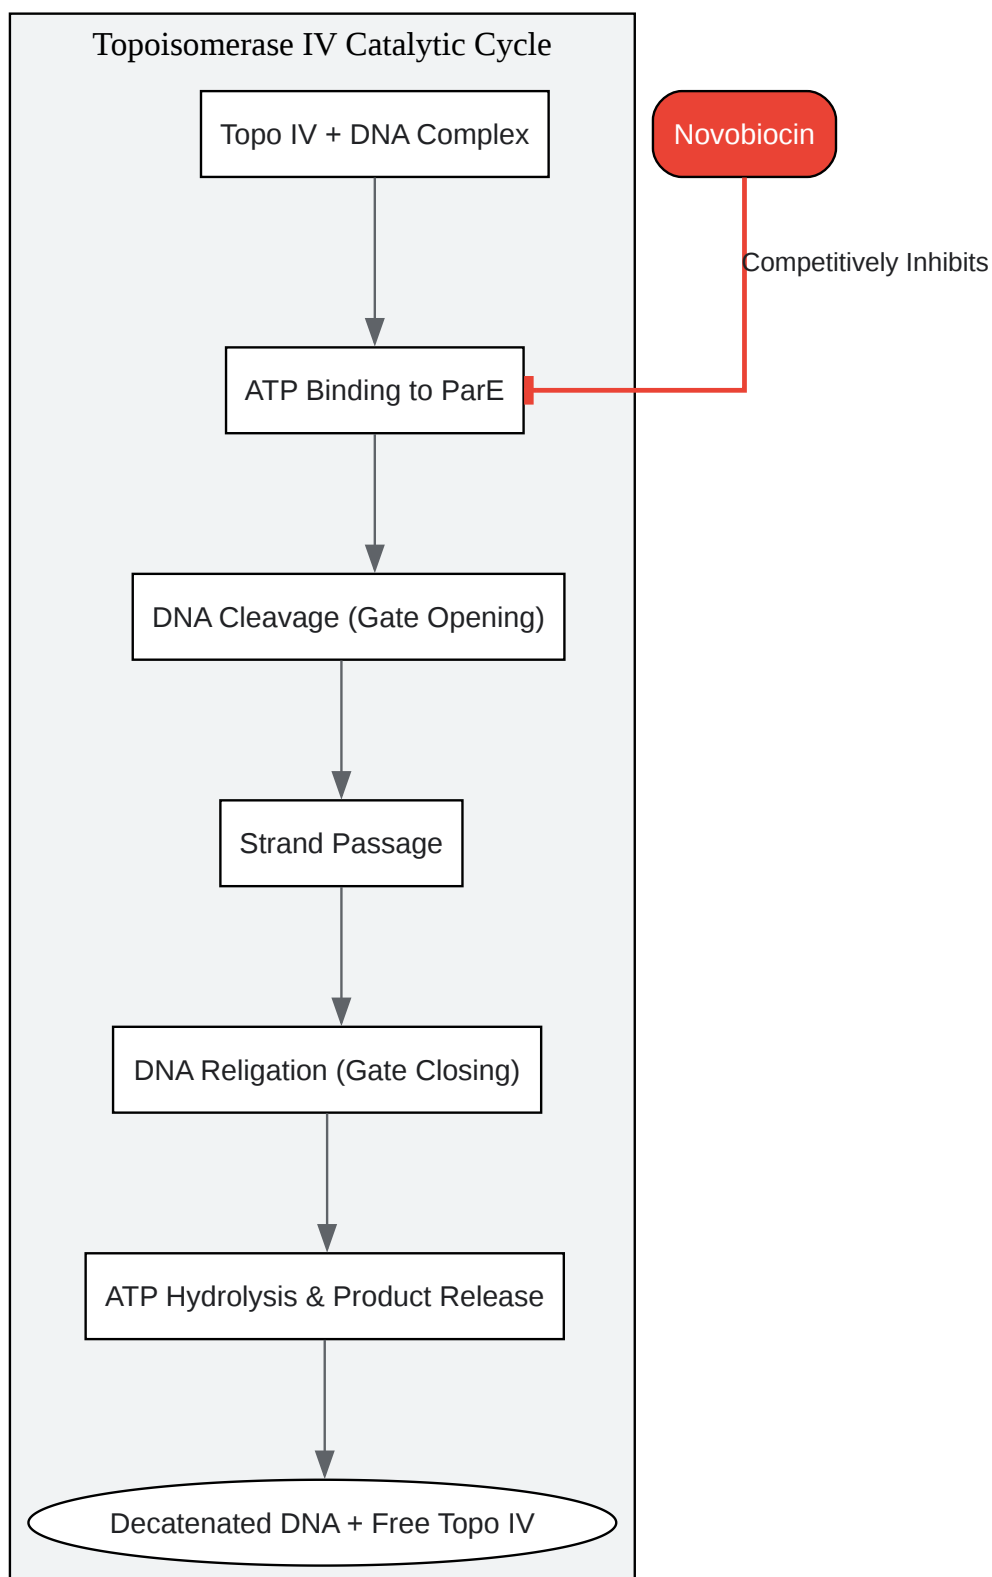 Topoisomerase IV Catalytic Cycle
Topo IV + DNA Complex
Novobiocin
Competitively Inhibits
ATP Binding to ParE
DNA Cleavage (Gate Opening)
Strand Passage
DNA Religation (Gate Closing)
ATP Hydrolysis & Product Release
Decatenated DNA + Free Topo IV